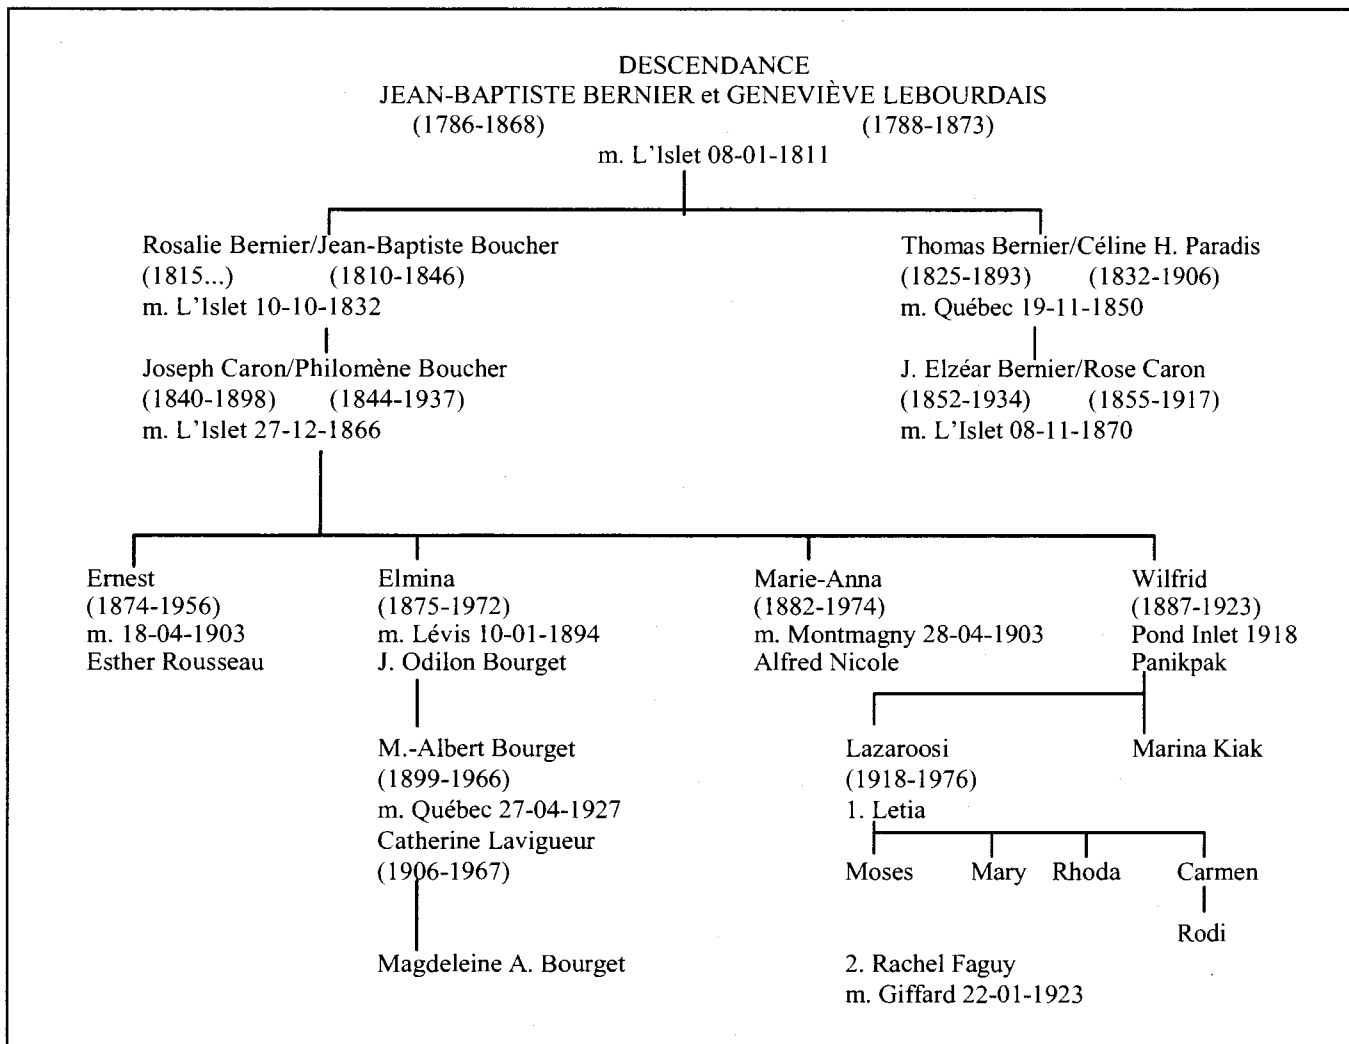 DESCENDANCE
JEAN-BAPTISTE BERNIER et GENEVIÈVE LEBOURDAIS
(1786-1868) (1788-1873)
m. L'Islet 08-01-1811
Rosalie Bernier/Jean-Baptiste Boucher
(1815...) (1810-1846)
m. L'Islet 10-10-1832
Thomas Bernier/Céline H. Paradis
(1825-1893) (1832-1906)
m. Québec 19-11-1850
Joseph Caron/Philomène Boucher
(1840-1898) (1844-1937)
m. L'Islet 27-12-1866
J. Elzéar Bernier/Rose Caron
(1852-1934) (1855-1917)
m. L'Islet 08-11-1870
Ernest
(1874-1956)
m. 18-04-1903
Esther Rousseau
Elmina
(1875-1972)
m. Lévis 10-01-1894
J. Odilon Bourget
Marie-Anna
(1882-1974)
m. Montmagny 28-04-1903
Alfred Nicole
Wilfrid
(1887-1923)
Pond Inlet 1918
Panikpak
M.-Albert Bourget
(1899-1966)
m. Québec 27-04-1927
Catherine Lavigueur
(1906-1967)
Magdeleine A. Bourget
Lazaroosi
(1918-1976)
1. Letia
Marina Kiak
Moses Mary Rhoda Carmen
Rodi
2. Rachel Faguy
m. Giffard 22-01-1923